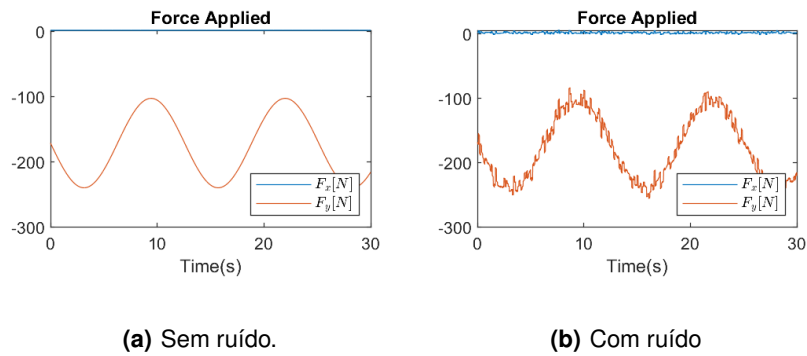 Force Applied
0
-100
-200
-300
0
10
20
30
F_x[N]
F_y[N]
Time(s)
(a) Sem ruído.
Force Applied
0
-100
-200
-300
0
10
20
30
F_x[N]
F_y[N]
Time(s)
(b) Com ruído